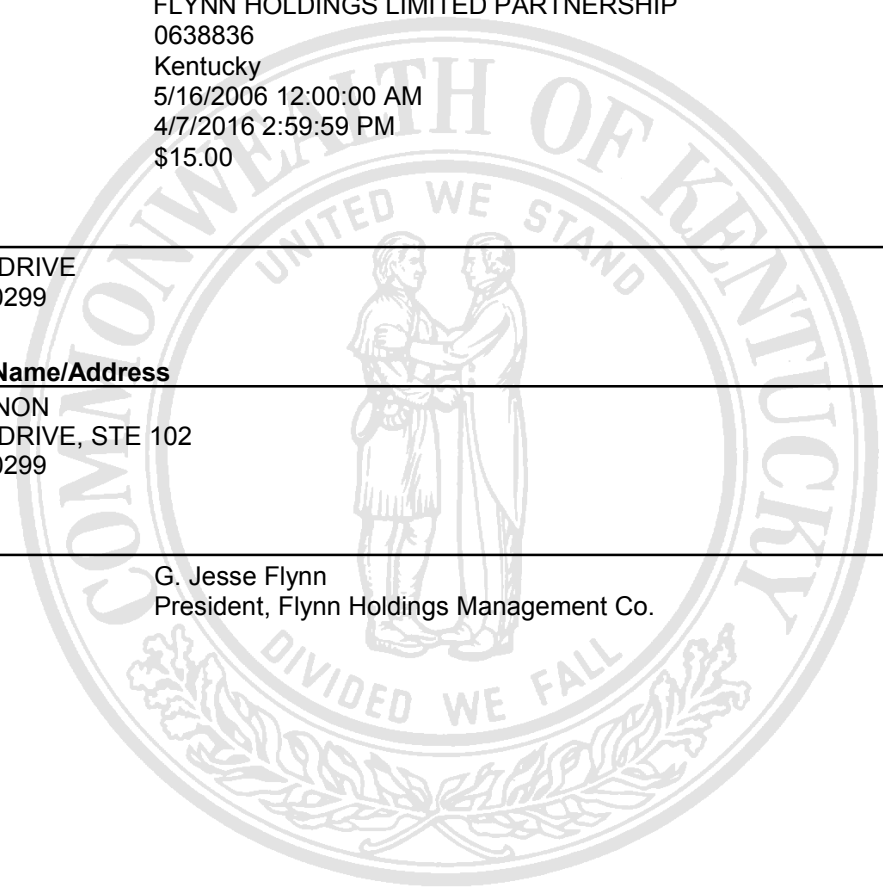 FLYNN HOLDINGS LIMITED PARTNERSHIP
0638836
Kentucky
5/16/2006 12:00:00 AM
4/7/2016 2:59:59 PM
$15.00
COMMONWEALTH OF KENTUCKY
UNITED WE STAND
DRIVE
0299
Name/Address
NON
DRIVE, STE 102
0299
G. Jesse Flynn
President, Flynn Holdings Management Co.
DIVIDED WE FALL